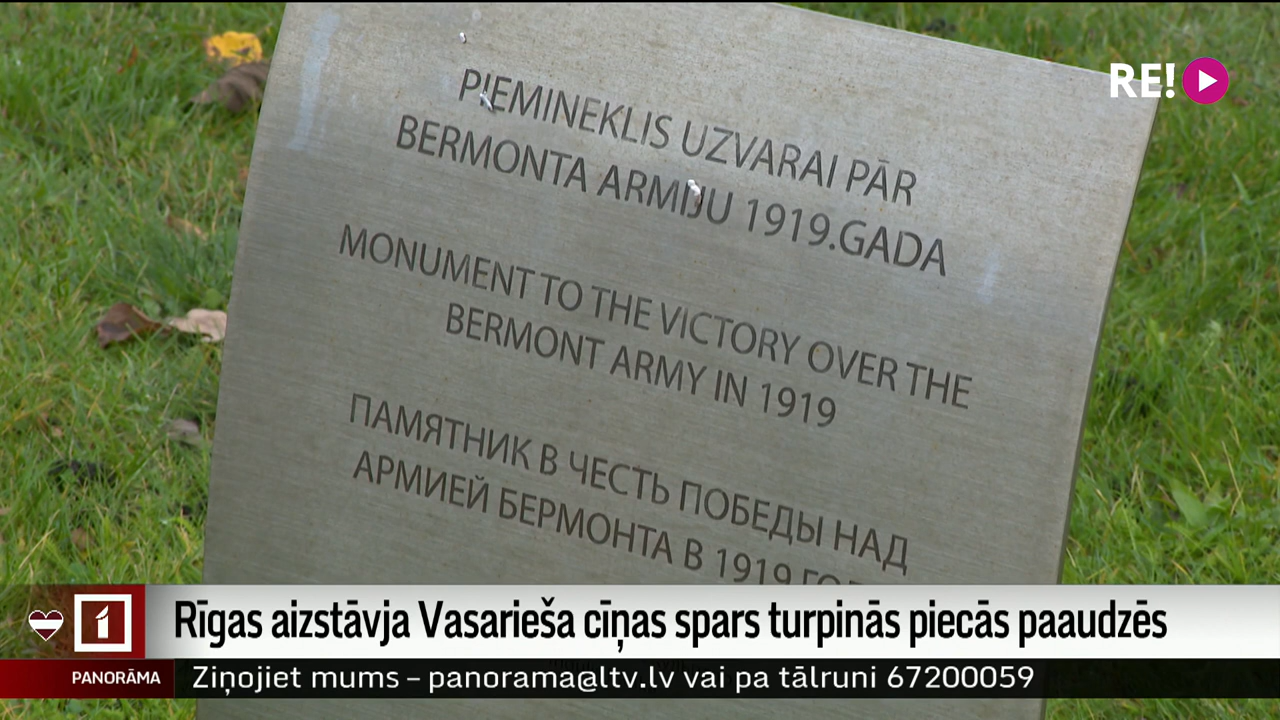 RE!
PIEMINEKLIS UZVARAI PĀR
BERMONTA ARMIJU 1919.GADA
MONUMENT TO THE VICTORY OVER THE
BERMONT ARMY IN 1919
ПАМЯТНИК В ЧЕСТЬ ПОБЕДЫ НАД
АРМИЕЙ БЕРМОНТА В 1919
1 Rīgas aizstāvja Vasarieša cīņas spars turpinās piecās paaudzēs
PANORĀMA Ziņojiet mums – panorama@ltv.lv vai pa tālruni 67200059